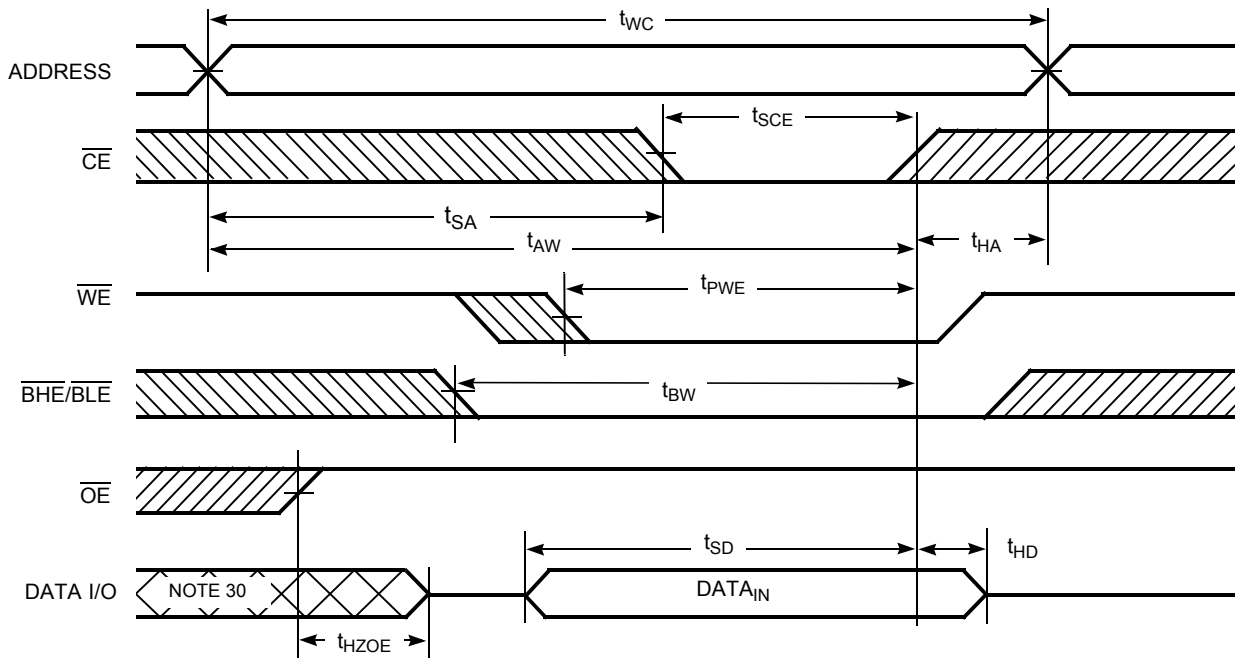 tWC
ADDRESS
tSCE
CE
tSA
tAW
tHA
WE
tPWE
BHE/BLE
tBW
OE
tSD
tHD
DATA I/O
NOTE 30
DATAIN
tHZOE